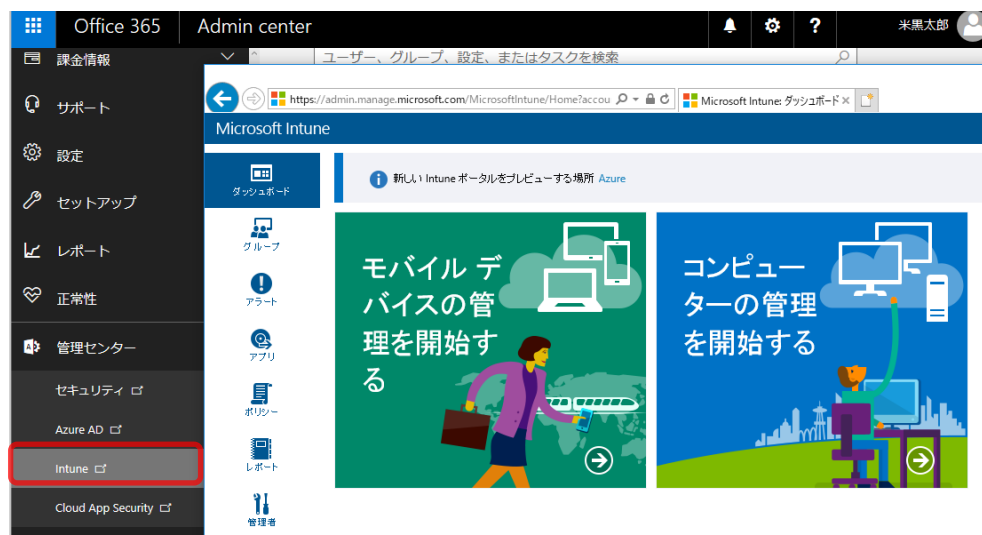 Office 365
Admin center
?
米黒太郎
課金情報
ユーザー、グループ、設定、またはタスクを検索
サポート
設定
セットアップ
レポート
正常性
管理センター
セキュリティ
Azure AD
Intune
Cloud App Security
https://admin.manage.microsoft.com/MicrosoftIntune/Home?accou
Microsoft Intune: ダッシュボード
Microsoft Intune
ダッシュボード
グループ
アラート
アプリ
ポリシー
レポート
管理者
新しい Intune ポータルをプレビューする場所 Azure
モバイル デ
バイスの管
理を開始す
る
コンピュー
ターの管理
を開始する